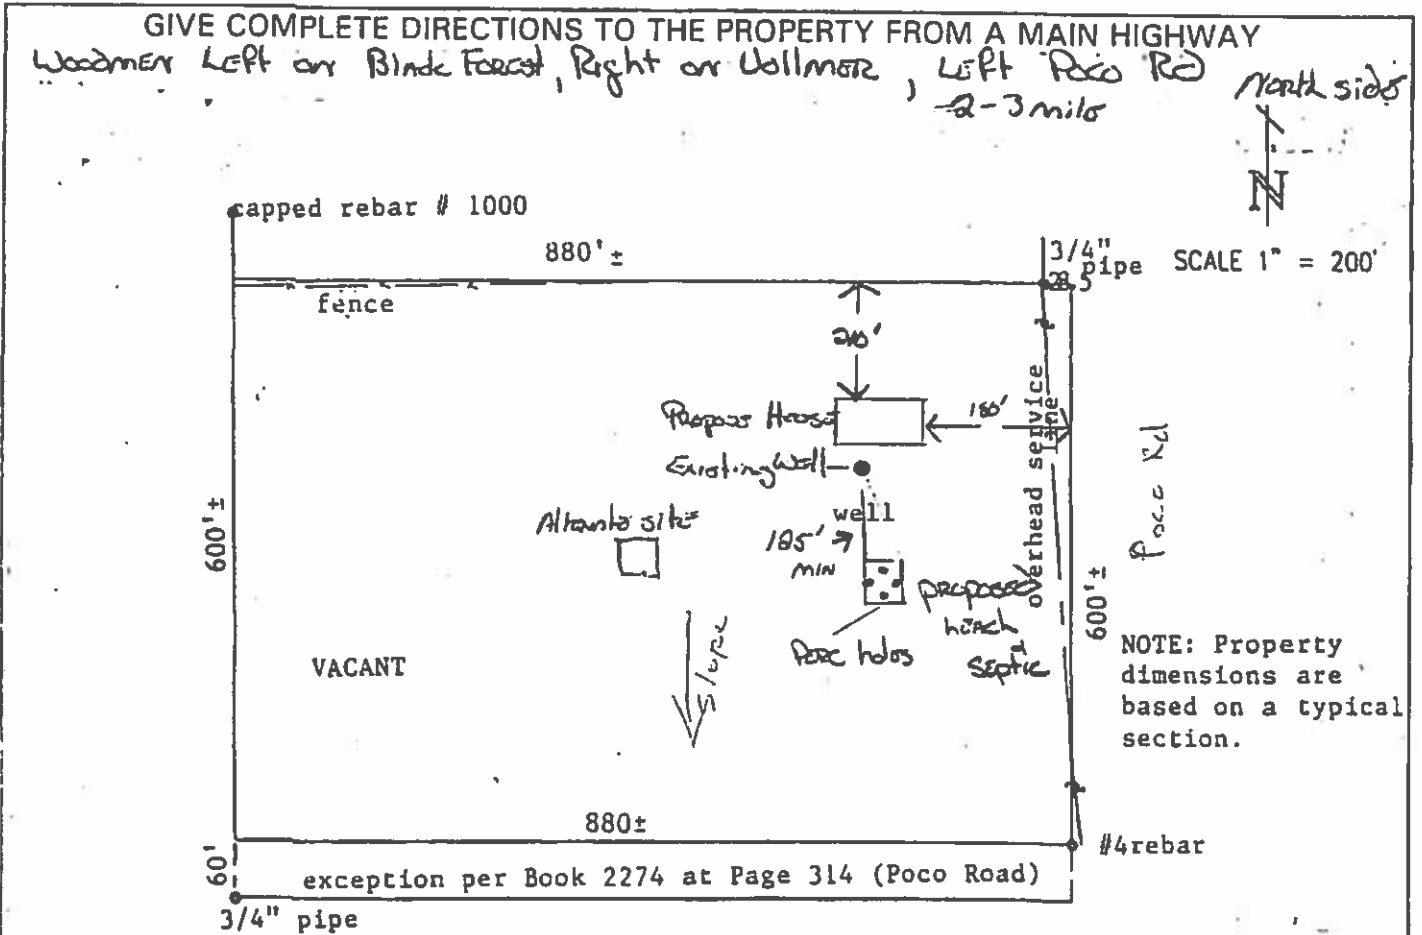 GIVE COMPLETE DIRECTIONS TO THE PROPERTY FROM A MAIN HIGHWAY
Woodmen Left on Black Forest, Right on Vollmer, Left Poco Rd
-2-3 mile
North side
N
capped rebar # 1000
880'±
3/4"
pipe
SCALE 1" = 200'
28.5
fence
210'
Propose House
180'
overhead service
line
Existing Well
well
Poco Rd
Alternate site
600'±
185'
MIN
proposed
leach
&
septic
600'±
Perc holes
Slope
VACANT
NOTE: Property
dimensions are
based on a typical
section.
880±
#4rebar
60'
exception per Book 2274 at Page 314 (Poco Road)
3/4" pipe